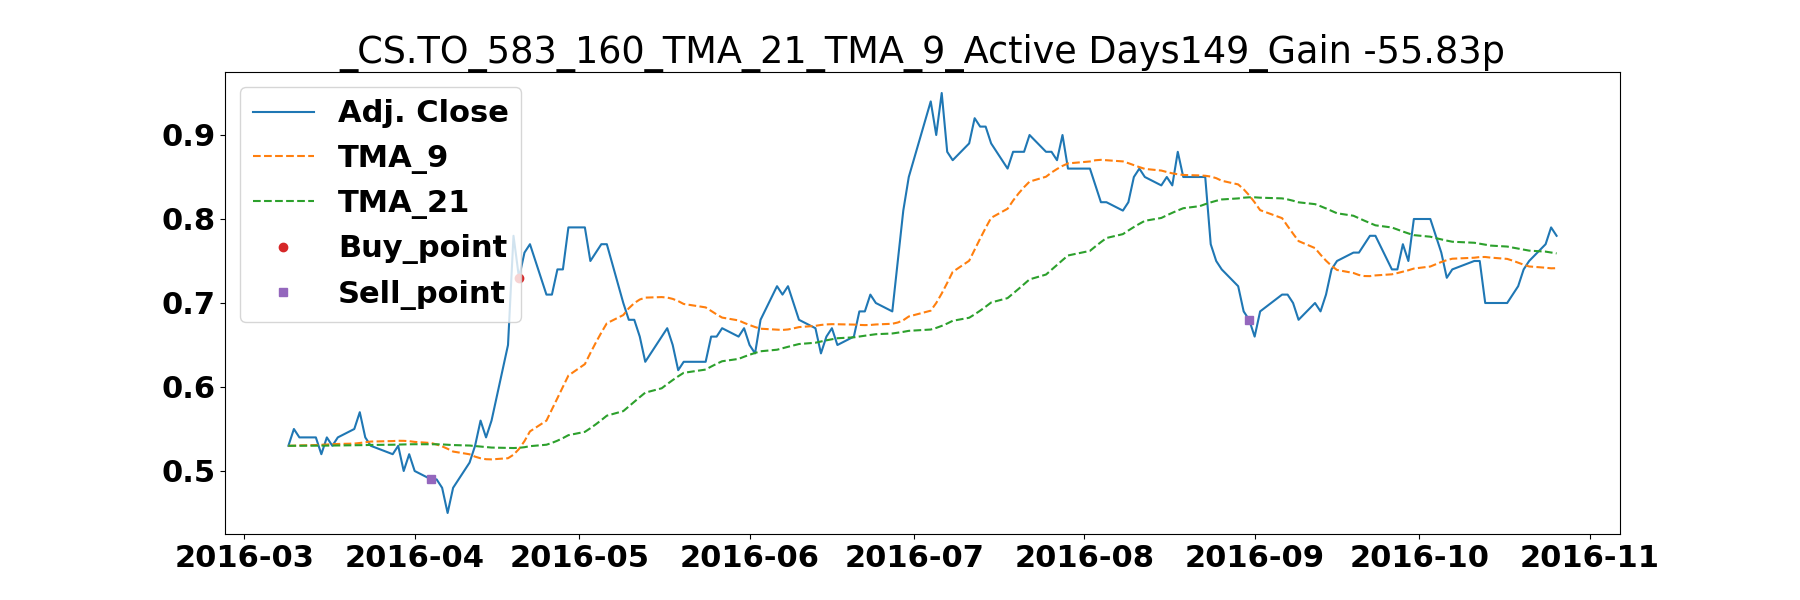 _CS.TO_583_160_TMA_21_TMA_9_Active Days149_Gain -55.83p
Adj. Close
TMA_9
TMA_21
Buy_point
Sell_point
0.9
0.8
0.7
0.6
0.5
2016-03 2016-04 2016-05 2016-06 2016-07 2016-08 2016-09 2016-10 2016-11